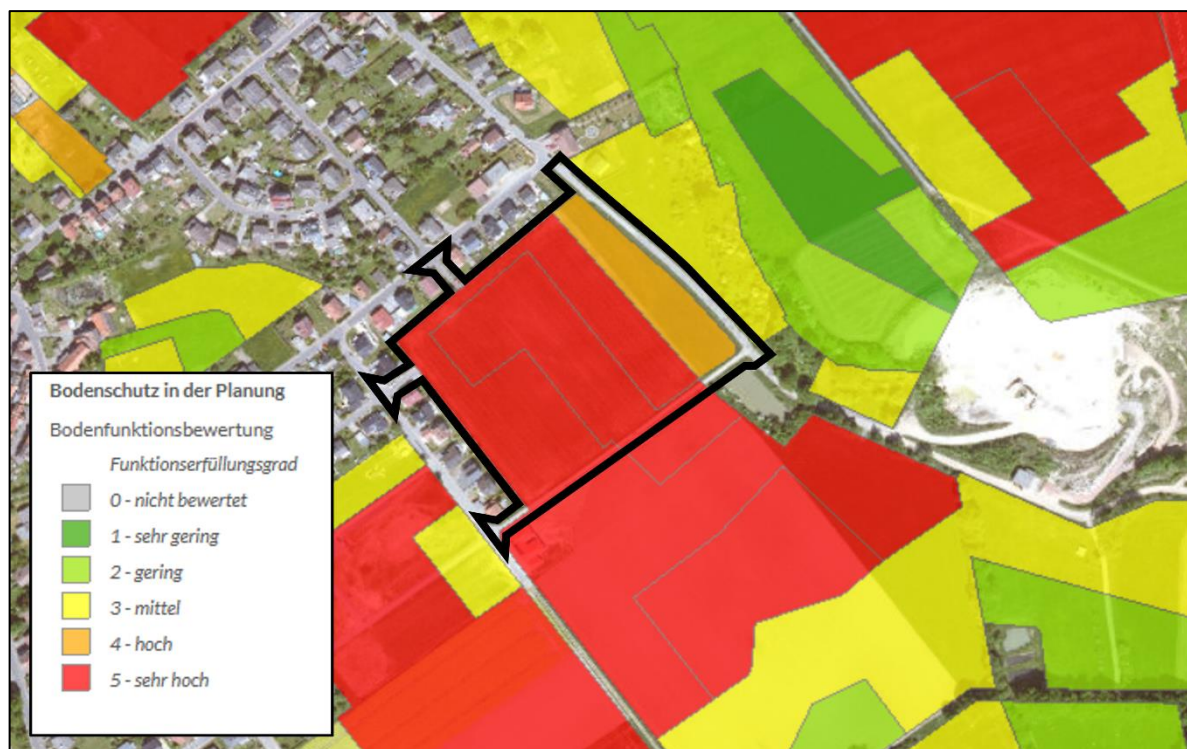 Bodenschutz in der Planung
Bodenfunktionsbewertung
Funktionserfüllungsgrad
0 - nicht bewertet
1 - sehr gering
2 - gering
3 - mittel
4 - hoch
5 - sehr hoch